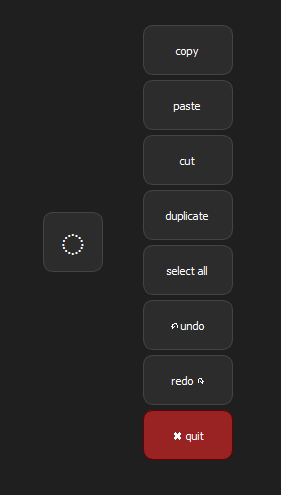 ◌
copy
paste
cut
duplicate
select all
↶ undo
redo ↷
✖ quit